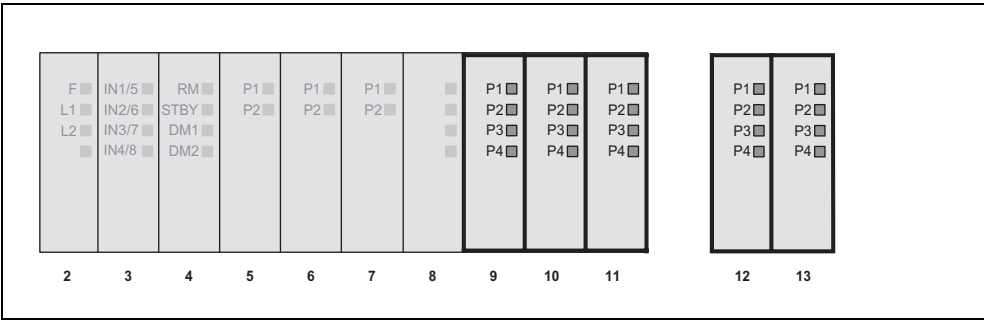 F IN1/5 RM P1 P1 P1 P1 P1 P1 P1 P1
L1 IN2/6 STBY P2 P2 P2 P2 P2 P2 P2 P2
L2 IN3/7 DM1 P3 P3 P3 P3 P3
IN4/8 DM2 P4 P4 P4 P4 P4
2 3 4 5 6 7 8 9 10 11 12 13